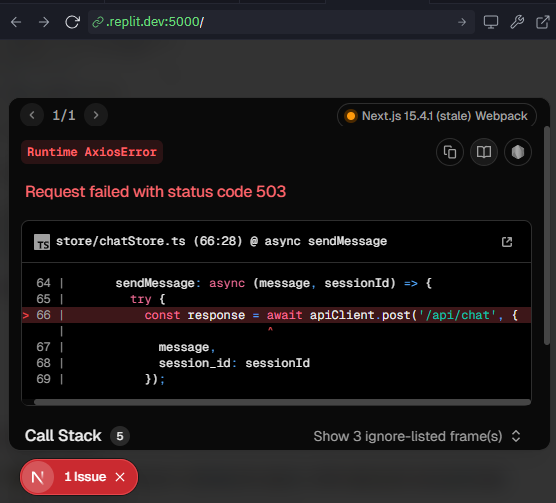 .replit.dev:5000/
1/1
Next.js 15.4.1 (stale) Webpack
Runtime AxiosError
Request failed with status code 503
TS store/chatStore.ts (66:28) @ async sendMessage
64 | sendMessage: async (message, sessionId) => {
65 | try {
> 66 | const response = await apiClient.post('/api/chat', {
| ^
67 | message,
68 | session_id: sessionId
69 | });
Call Stack 5
Show 3 ignore-listed frame(s)
N 1 Issue